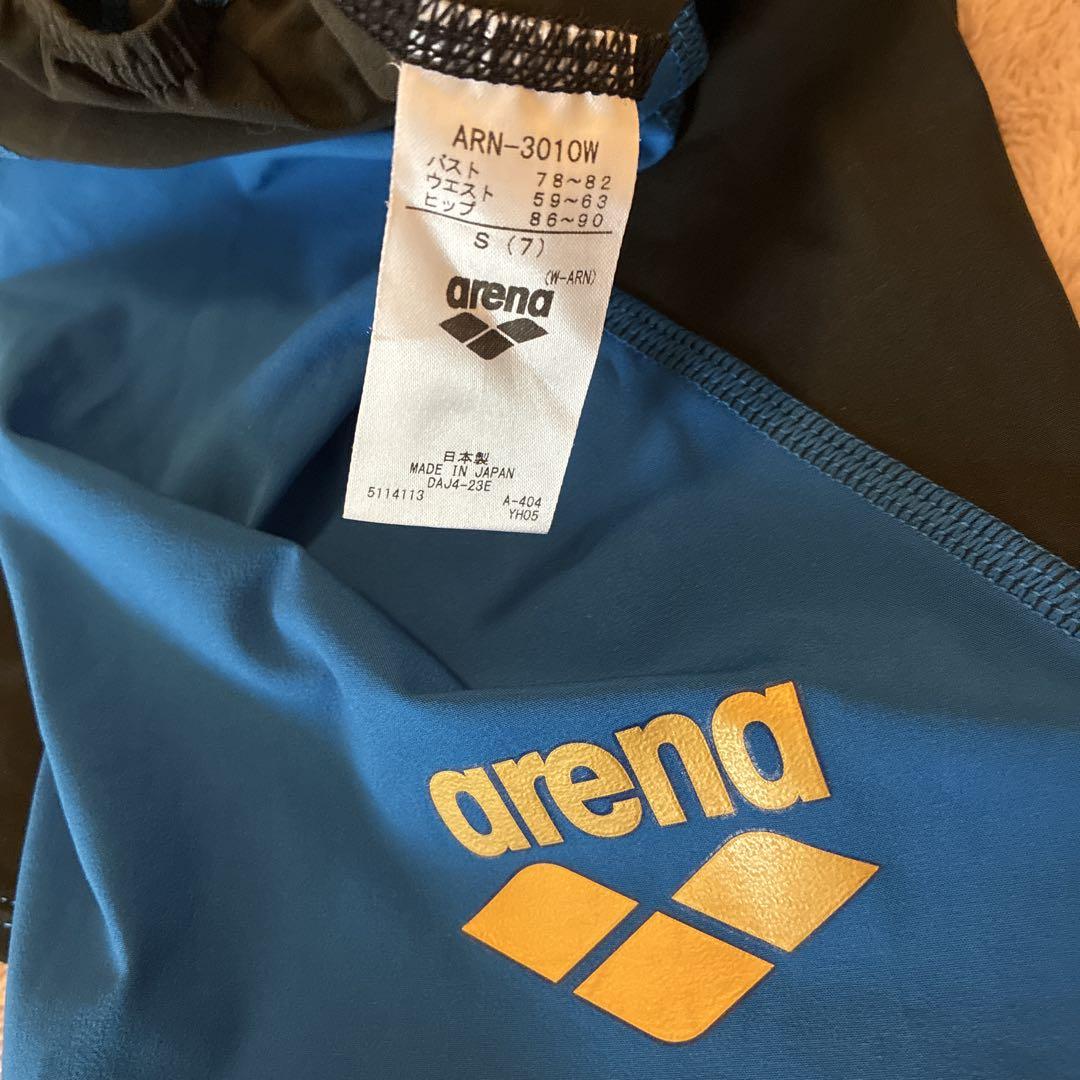 ARN-3010W
バスト 78~82
ウエスト 59~63
ヒップ 86~90
S (7)
(W-ARN)
arena
日本製
MADE IN JAPAN
DAJ4-23E
5114113 A-404
YH05
arena